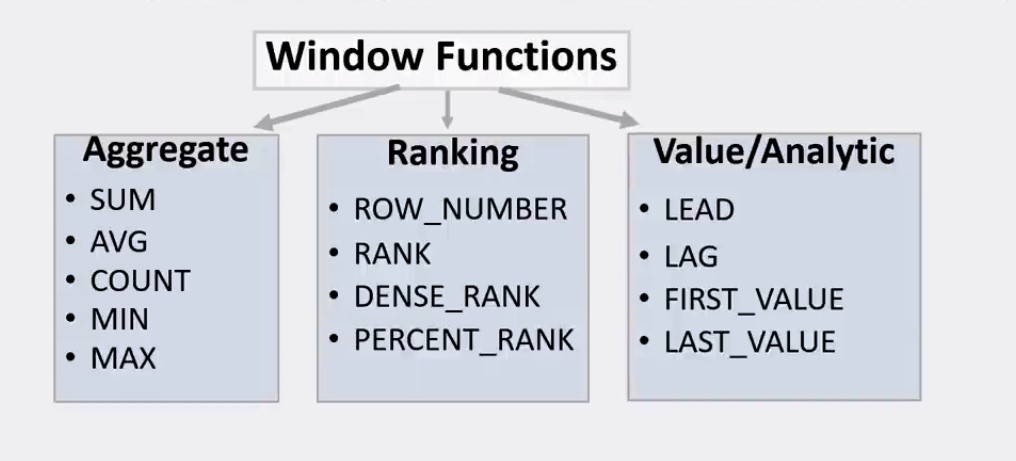 Window Functions
Aggregate
• SUM
• AVG
• COUNT
• MIN
• MAX
Ranking
• ROW_NUMBER
• RANK
• DENSE_RANK
• PERCENT_RANK
Value/Analytic
• LEAD
• LAG
• FIRST_VALUE
• LAST_VALUE